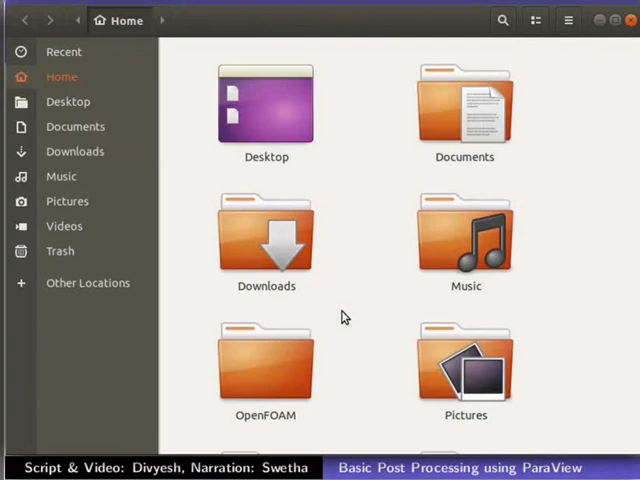 Home
Recent
Home
Desktop
Documents
Downloads
Music
Pictures
Videos
Trash
Other Locations
Desktop
Documents
Downloads
Music
OpenFOAM
Pictures
Script & Video: Divyesh, Narration: Swetha
Basic Post Processing using ParaView